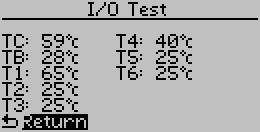 I/O Test
TC: 59℃ T4: 40℃
TB: 28℃ T5: 25℃
T1: 65℃ T6: 25℃
T2: 25℃
T3: 25℃
Return